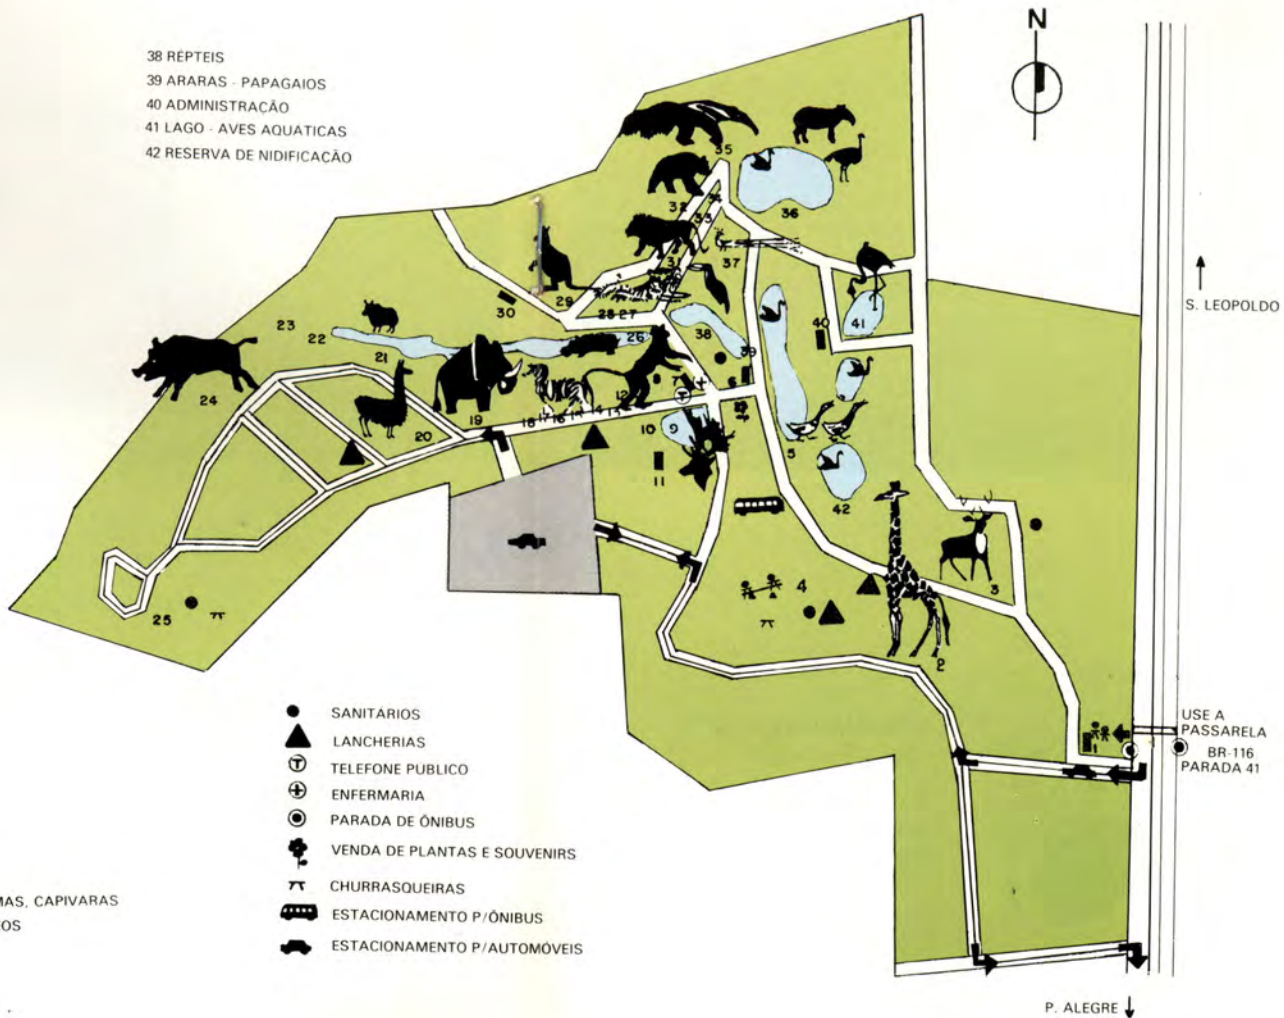 38 RÉPTEIS
39 ARARAS - PAPAGAIOS
40 ADMINISTRAÇÃO
41 LAGO - AVES AQUATICAS
42 RESERVA DE NIDIFICAÇÃO
N
S. LEOPOLDO
35
36
32
34
33
31
37
29
28
27
30
38
39
40
41
23
22
21
26
24
20
19
18
17
16
15
14
13
12
7
6
T
10
9
11
5
42
4
3
2
25
1
USE A
PASSARELA
BR-116
PARADA 41
SANITÁRIOS
LANCHERIAS
T TELEFONE PUBLICO
ENFERMARIA
PARADA DE ÔNIBUS
VENDA DE PLANTAS E SOUVENIRS
CHURRASQUEIRAS
ESTACIONAMENTO P/ÔNIBUS
ESTACIONAMENTO P/AUTOMÓVEIS
MAS, CAPIVARAS
OS
P. ALEGRE